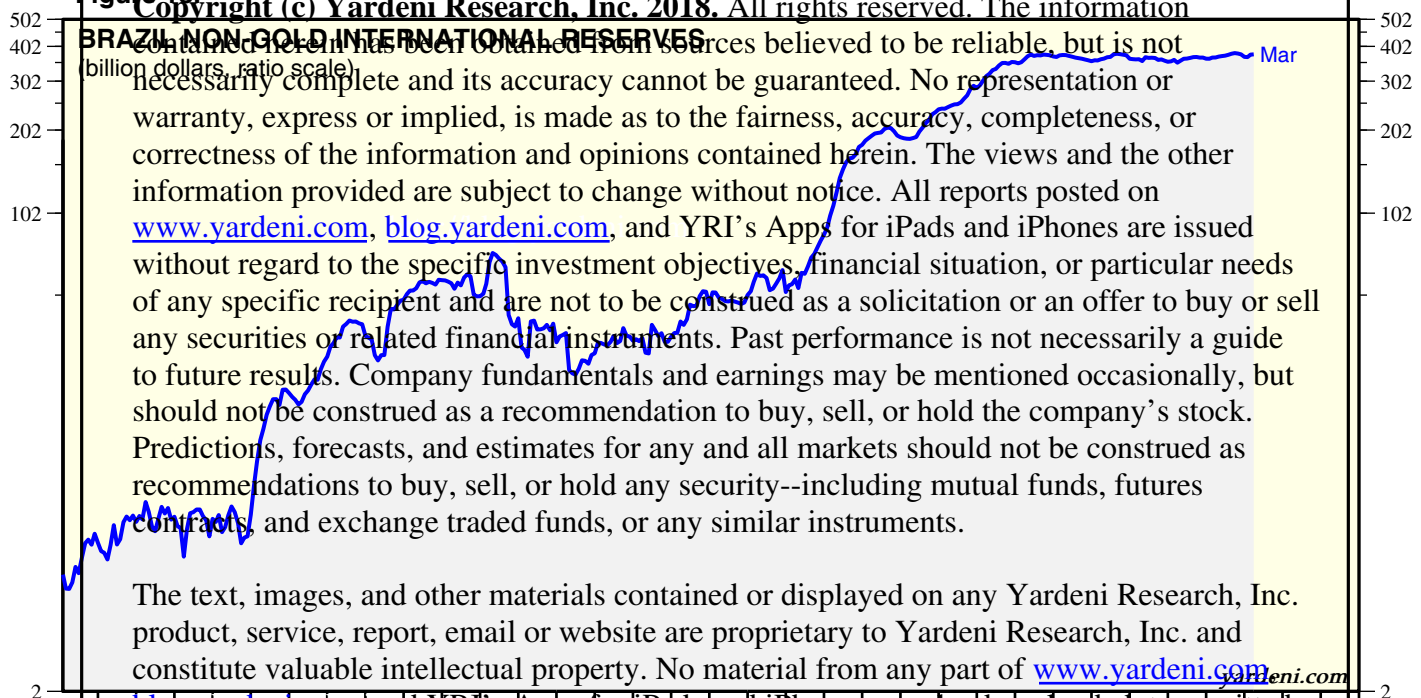 Copyright (c) Yardeni Research, Inc. 2018. All rights reserved. The information
502
502
BRAZIL NON-GOLD INTERNATIONAL RESERVES
contained herein has been obtained from sources believed to be reliable, but is not
402
402
Mar
(billion dollars, ratio scale)
necessarily complete and its accuracy cannot be guaranteed. No representation or
302
302
warranty, express or implied, is made as to the fairness, accuracy, completeness, or
202
202
correctness of the information and opinions contained herein. The views and the other
information provided are subject to change without notice. All reports posted on
102
102
www.yardeni.com, blog.yardeni.com, and YRI's Apps for iPads and iPhones are issued
without regard to the specific investment objectives, financial situation, or particular needs
of any specific recipient and are not to be construed as a solicitation or an offer to buy or sell
any securities or related financial instruments. Past performance is not necessarily a guide
to future results. Company fundamentals and earnings may be mentioned occasionally, but
should not be construed as a recommendation to buy, sell, or hold the company's stock.
Predictions, forecasts, and estimates for any and all markets should not be construed as
recommendations to buy, sell, or hold any security--including mutual funds, futures
contracts, and exchange traded funds, or any similar instruments.
The text, images, and other materials contained or displayed on any Yardeni Research, Inc.
product, service, report, email or website are proprietary to Yardeni Research, Inc. and
constitute valuable intellectual property. No material from any part of www.yardeni.com,
yardeni.com
2
2